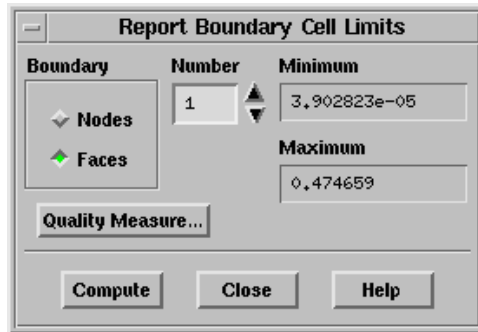 Report Boundary Cell Limits
Boundary
Number
Minimum
Nodes
Faces
1
3.902823e-05
Maximum
0.474659
Quality Measure...
Compute
Close
Help